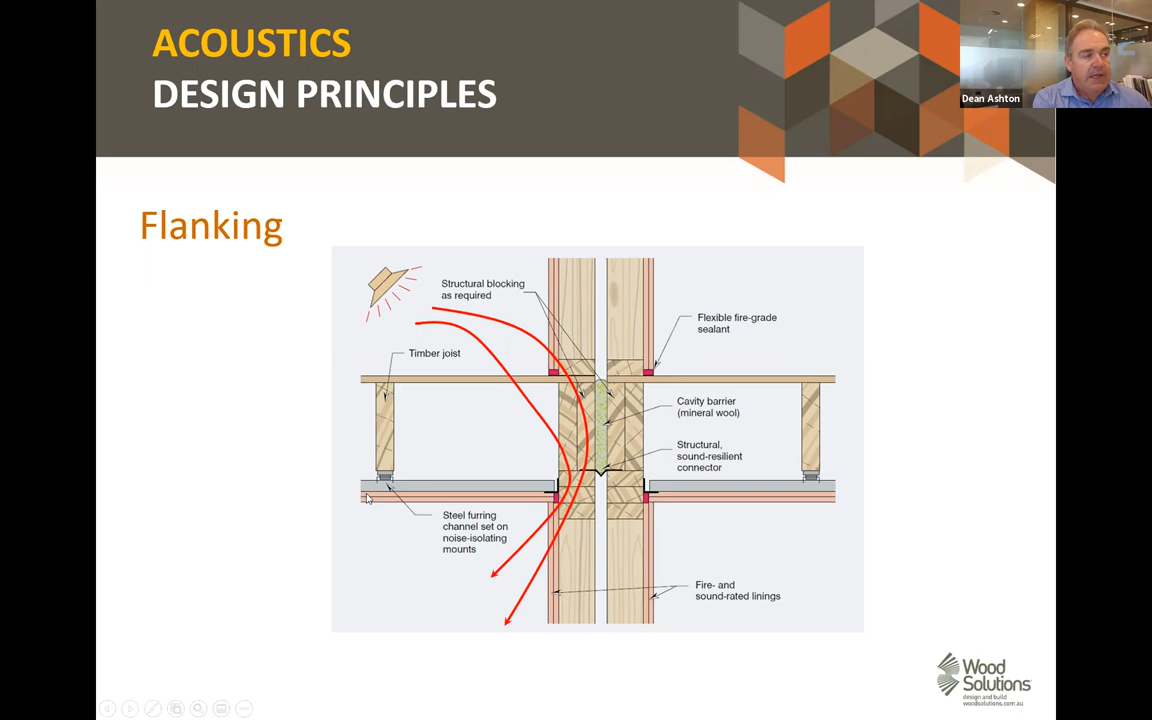 ACOUSTICS
DESIGN PRINCIPLES
Dean Ashton
Flanking
Structural blocking
as required
Flexible fire-grade
sealant
Timber joist
Cavity barrier
(mineral wool)
Structural,
sound-resilient
connector
Steel furring
channel set on
noise-isolating
mounts
Fire- and
sound-rated linings
Wood
Solutions
design and build
woodsolutions.com.au